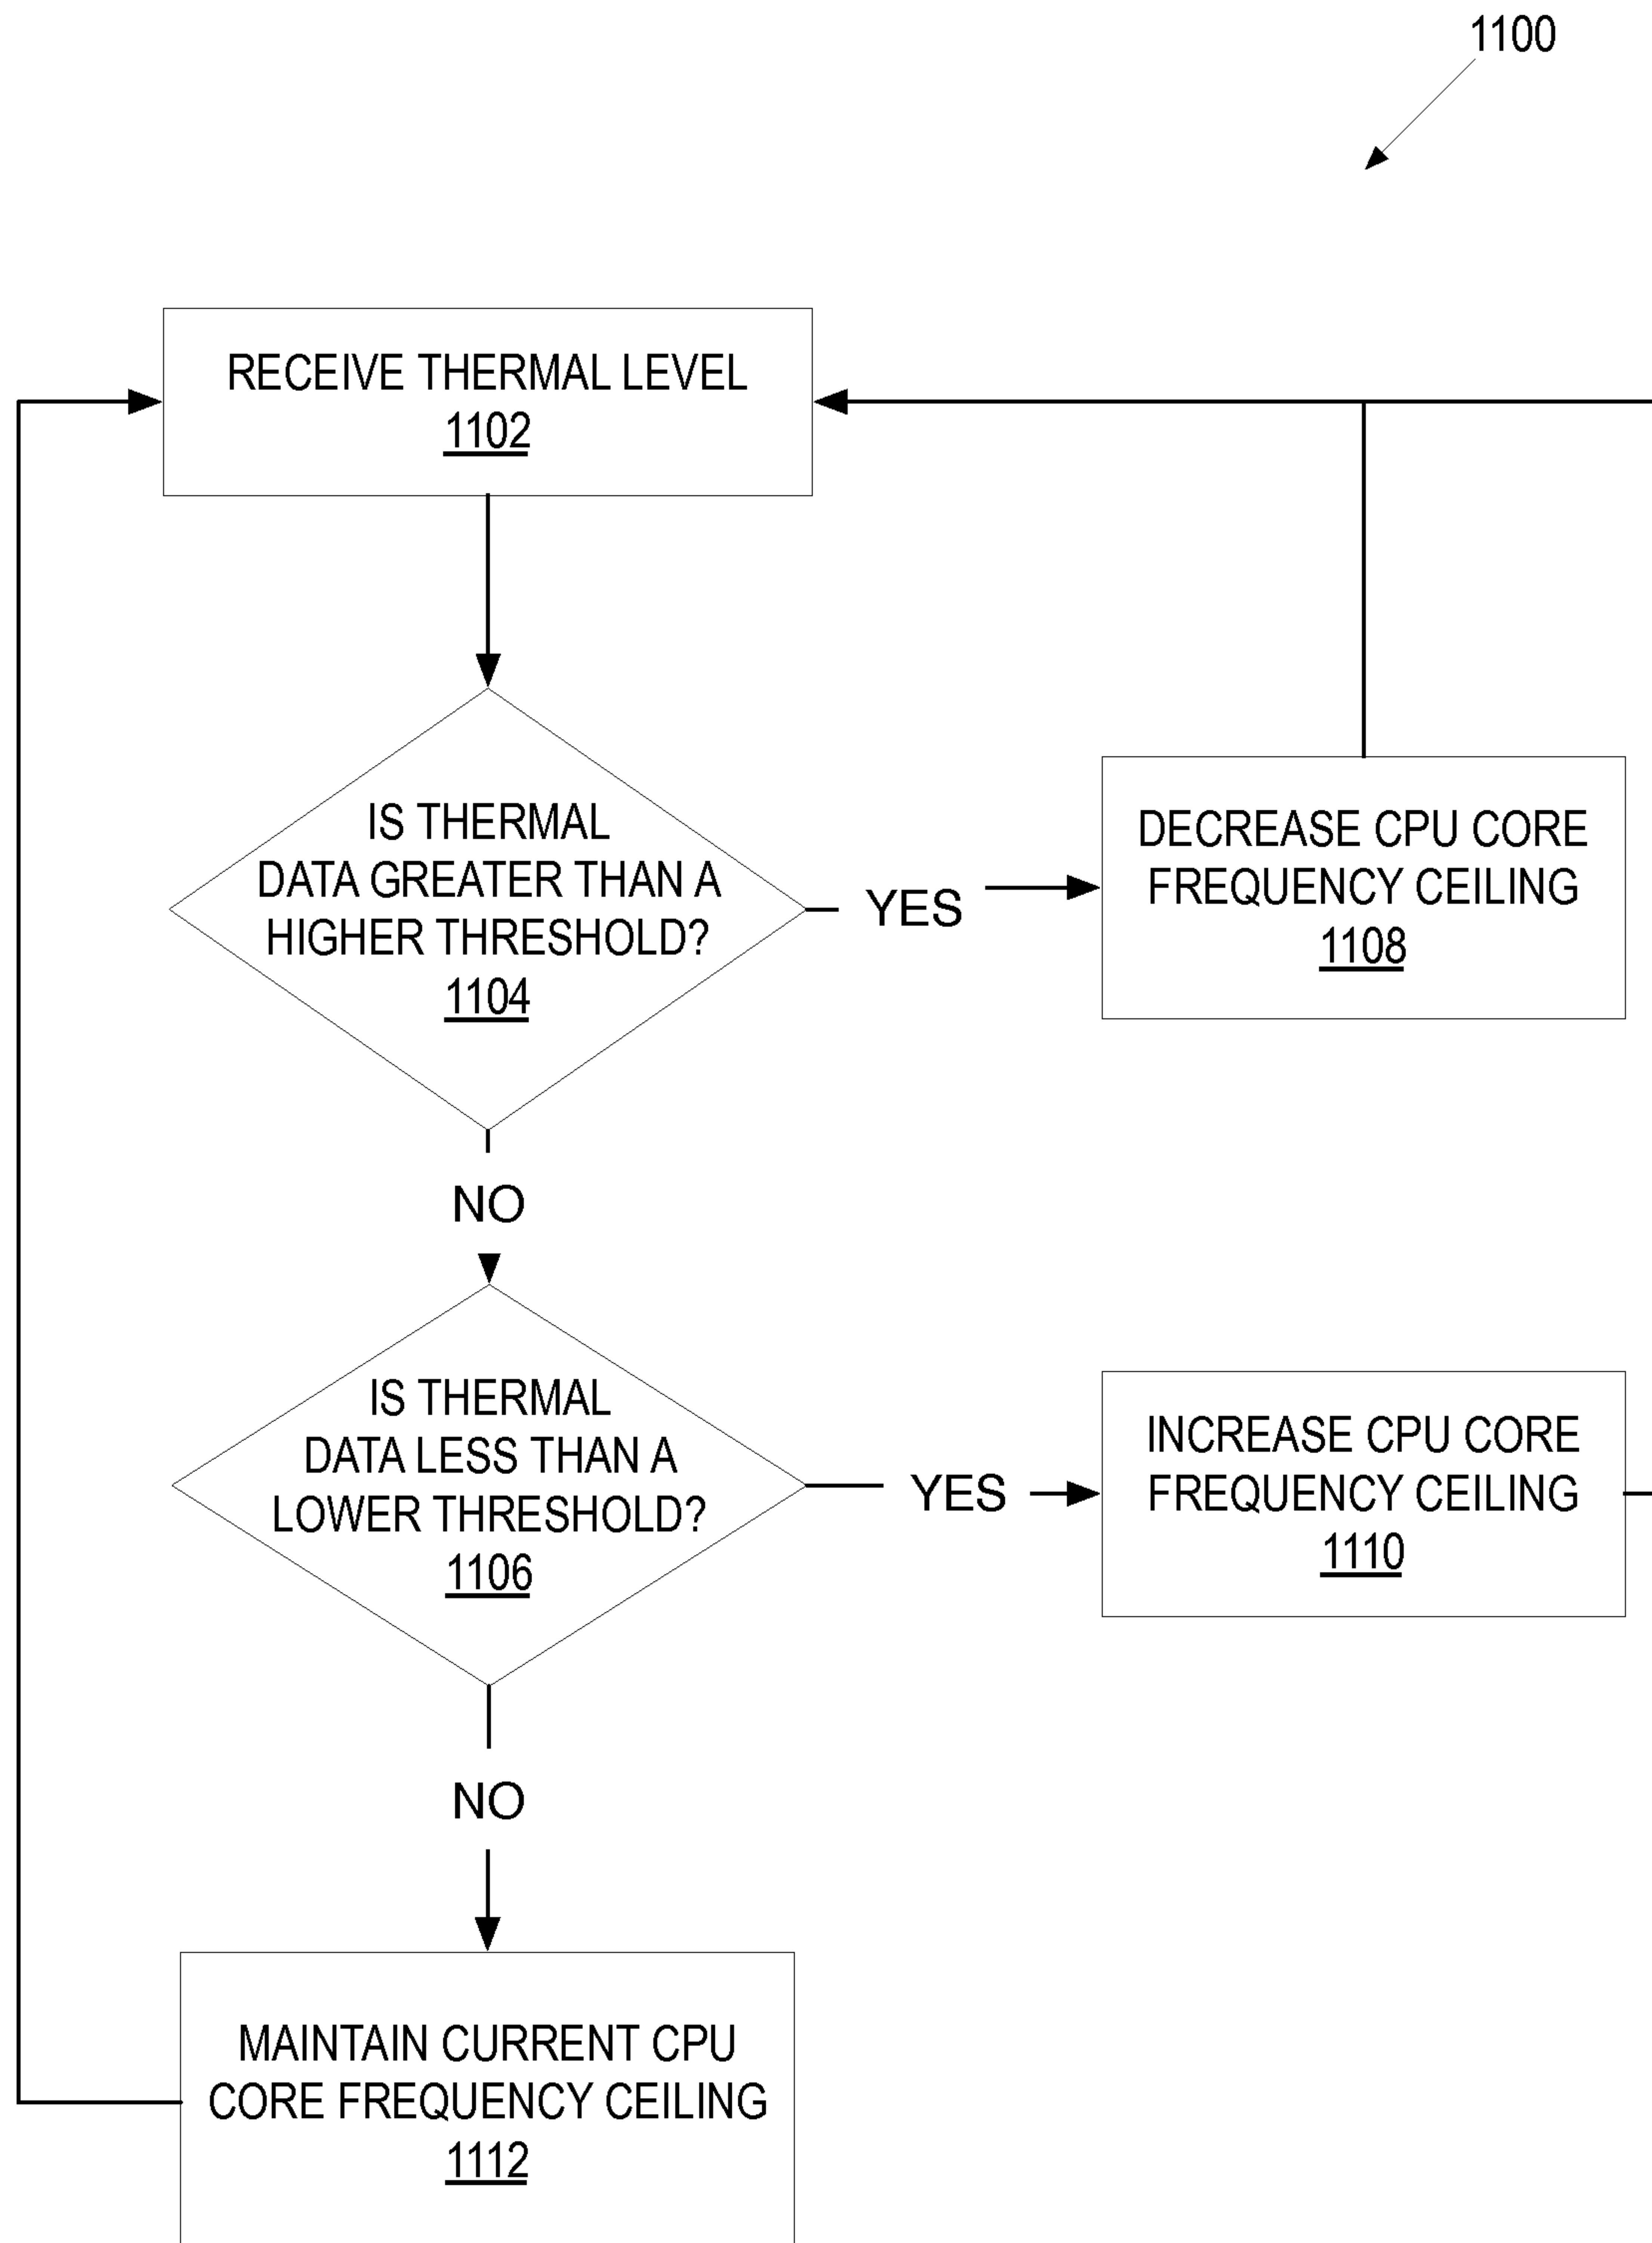 1100
RECEIVE THERMAL LEVEL
1102
IS THERMAL
DATA GREATER THAN A
HIGHER THRESHOLD?
1104
YES
DECREASE CPU CORE
FREQUENCY CEILING
1108
NO
IS THERMAL
DATA LESS THAN A
LOWER THRESHOLD?
1106
YES
INCREASE CPU CORE
FREQUENCY CEILING
1110
NO
MAINTAIN CURRENT CPU
CORE FREQUENCY CEILING
1112